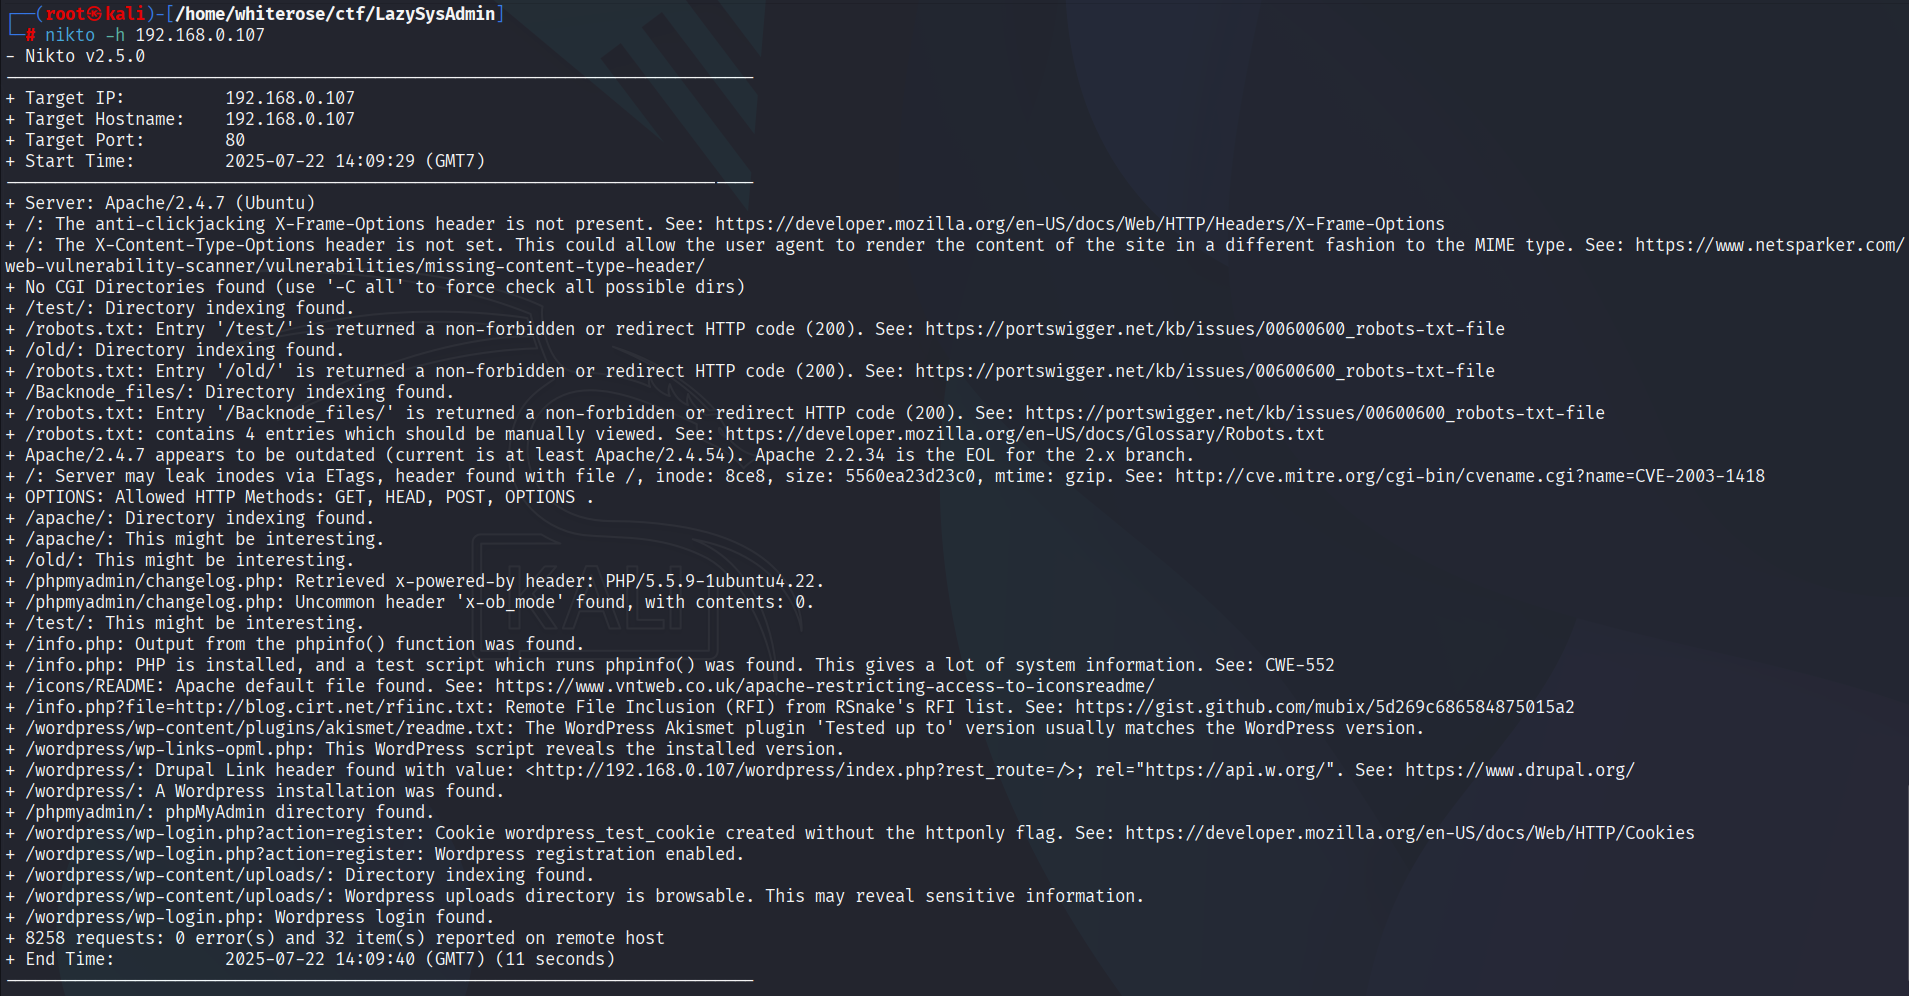 ┌──(root㉿kali)-[/home/whiterose/ctf/LazySysAdmin]
└─# nikto -h 192.168.0.107
- Nikto v2.5.0
---------------------------------------------------------------------------
+ Target IP:          192.168.0.107
+ Target Hostname:    192.168.0.107
+ Target Port:        80
+ Start Time:         2025-07-22 14:09:29 (GMT7)
---------------------------------------------------------------------------
+ Server: Apache/2.4.7 (Ubuntu)
+ /: The anti-clickjacking X-Frame-Options header is not present. See: https://developer.mozilla.org/en-US/docs/Web/HTTP/Headers/X-Frame-Options
+ /: The X-Content-Type-Options header is not set. This could allow the user agent to render the content of the site in a different fashion to the MIME type. See: https://www.netsparker.com/
web-vulnerability-scanner/vulnerabilities/missing-content-type-header/
+ No CGI Directories found (use '-C all' to force check all possible dirs)
+ /test/: Directory indexing found.
+ /robots.txt: Entry '/test/' is returned a non-forbidden or redirect HTTP code (200). See: https://portswigger.net/kb/issues/00600600_robots-txt-file
+ /old/: Directory indexing found.
+ /robots.txt: Entry '/old/' is returned a non-forbidden or redirect HTTP code (200). See: https://portswigger.net/kb/issues/00600600_robots-txt-file
+ /Backnode_files/: Directory indexing found.
+ /robots.txt: Entry '/Backnode_files/' is returned a non-forbidden or redirect HTTP code (200). See: https://portswigger.net/kb/issues/00600600_robots-txt-file
+ /robots.txt: contains 4 entries which should be manually viewed. See: https://developer.mozilla.org/en-US/docs/Glossary/Robots.txt
+ Apache/2.4.7 appears to be outdated (current is at least Apache/2.4.54). Apache 2.2.34 is the EOL for the 2.x branch.
+ /: Server may leak inodes via ETags, header found with file /, inode: 8ce8, size: 5560ea23d23c0, mtime: gzip. See: http://cve.mitre.org/cgi-bin/cvename.cgi?name=CVE-2003-1418
+ OPTIONS: Allowed HTTP Methods: GET, HEAD, POST, OPTIONS .
+ /apache/: Directory indexing found.
+ /apache/: This might be interesting.
+ /old/: This might be interesting.
+ /phpmyadmin/changelog.php: Retrieved x-powered-by header: PHP/5.5.9-1ubuntu4.22.
+ /phpmyadmin/changelog.php: Uncommon header 'x-ob_mode' found, with contents: 0.
+ /test/: This might be interesting.
+ /info.php: Output from the phpinfo() function was found.
+ /info.php: PHP is installed, and a test script which runs phpinfo() was found. This gives a lot of system information. See: CWE-552
+ /icons/README: Apache default file found. See: https://www.vntweb.co.uk/apache-restricting-access-to-iconsreadme/
+ /info.php?file=http://blog.cirt.net/rfiinc.txt: Remote File Inclusion (RFI) from RSnake's RFI list. See: https://gist.github.com/mubix/5d269c686584875015a2
+ /wordpress/wp-content/plugins/akismet/readme.txt: The WordPress Akismet plugin 'Tested up to' version usually matches the WordPress version.
+ /wordpress/wp-links-opml.php: This WordPress script reveals the installed version.
+ /wordpress/: Drupal Link header found with value: <http://192.168.0.107/wordpress/index.php?rest_route=/>; rel="https://api.w.org/". See: https://www.drupal.org/
+ /wordpress/: A Wordpress installation was found.
+ /phpmyadmin/: phpMyAdmin directory found.
+ /wordpress/wp-login.php?action=register: Cookie wordpress_test_cookie created without the httponly flag. See: https://developer.mozilla.org/en-US/docs/Web/HTTP/Cookies
+ /wordpress/wp-login.php?action=register: Wordpress registration enabled.
+ /wordpress/wp-content/uploads/: Directory indexing found.
+ /wordpress/wp-content/uploads/: Wordpress uploads directory is browsable. This may reveal sensitive information.
+ /wordpress/wp-login.php: Wordpress login found.
+ 8258 requests: 0 error(s) and 32 item(s) reported on remote host
+ End Time:           2025-07-22 14:09:40 (GMT7) (11 seconds)
---------------------------------------------------------------------------
KALI